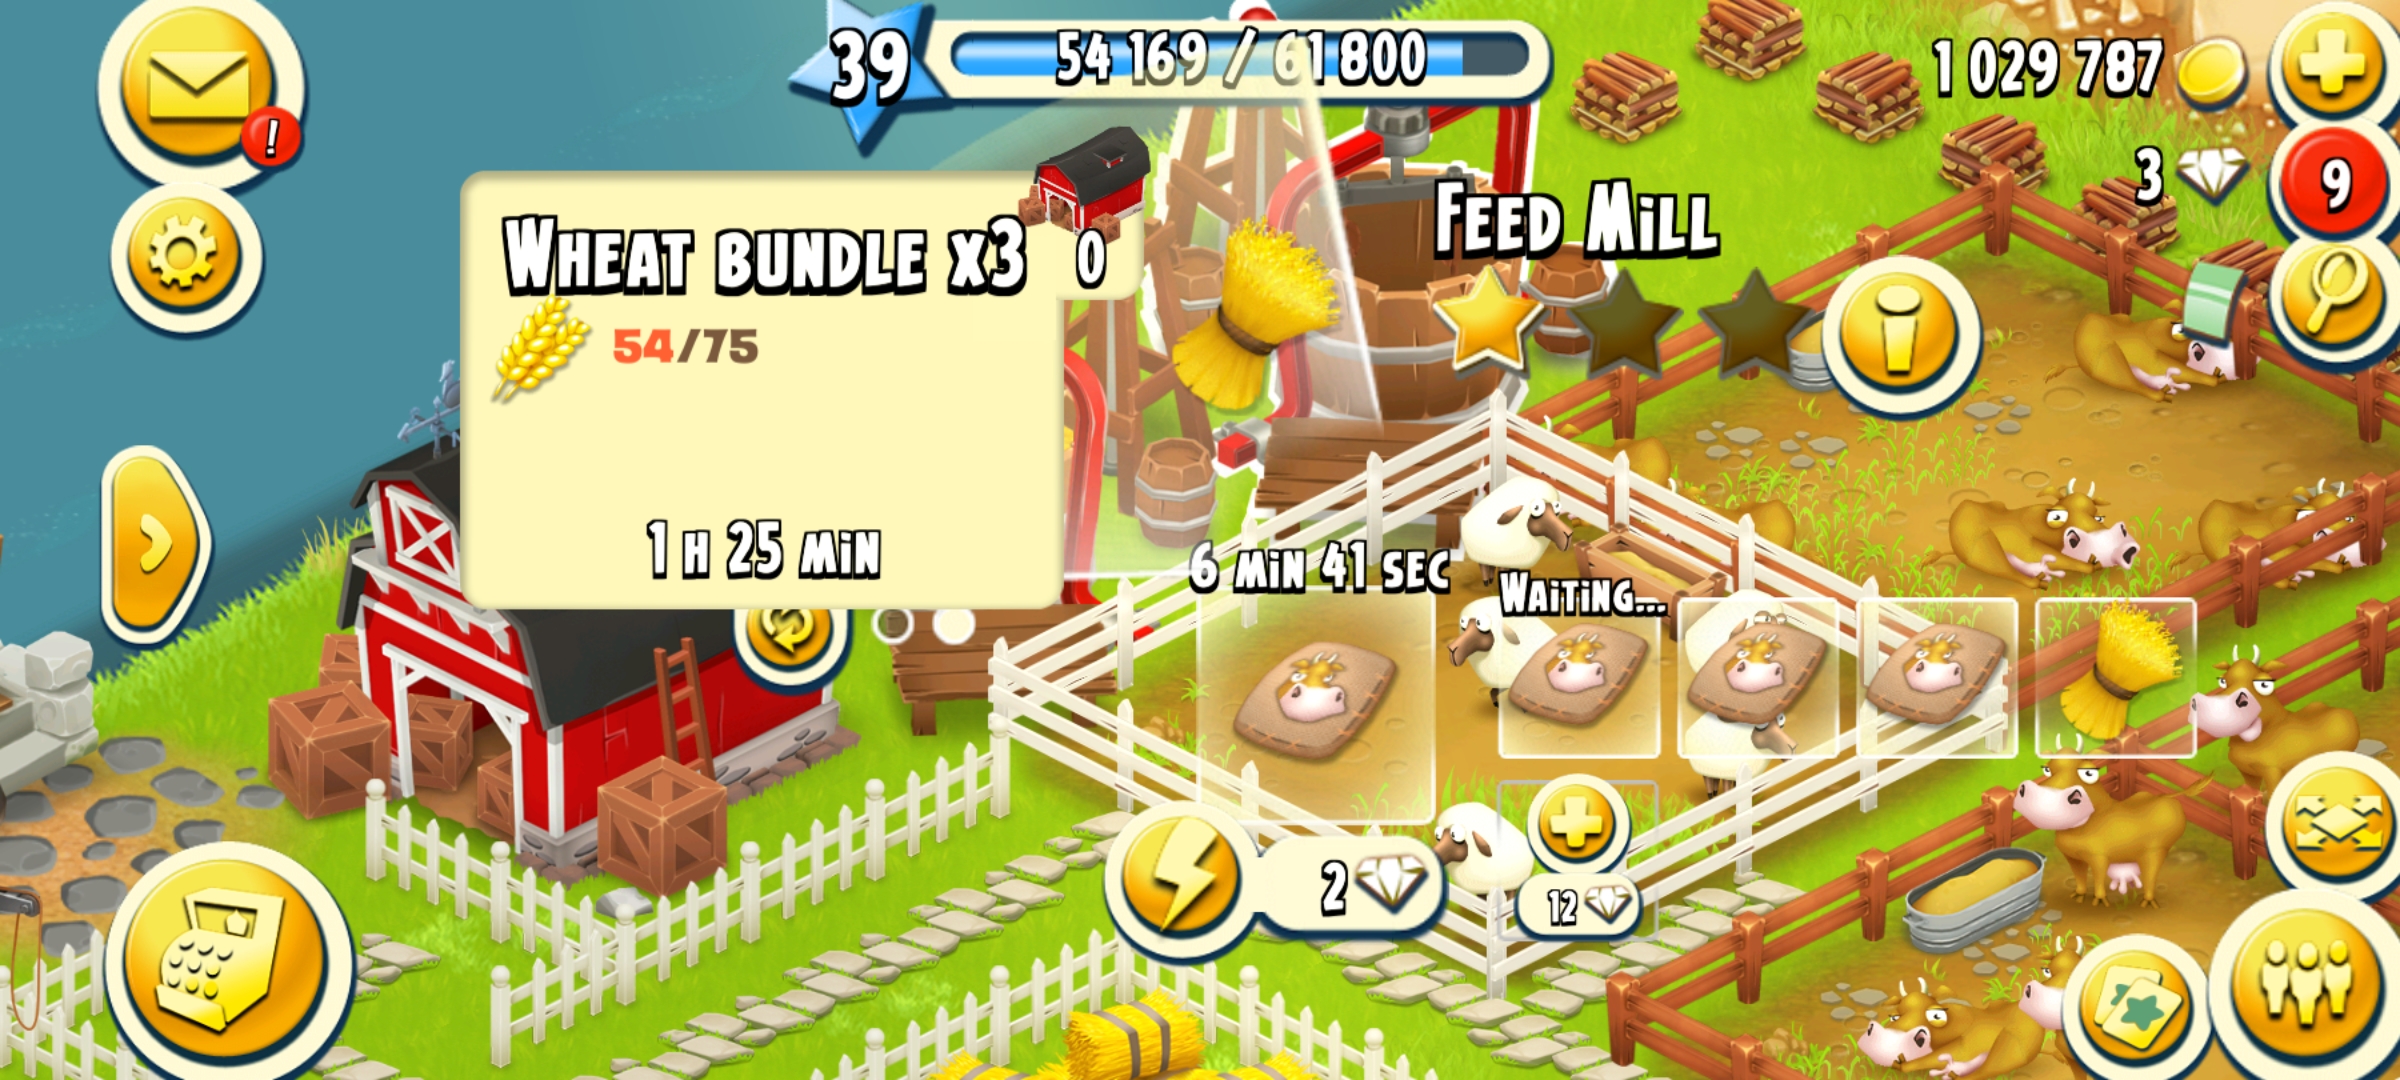 39
54 169 / 61 800
1 029 787
!
3
9
WHEAT BUNDLE X3
0
FEED MILL
54/75
1 H 25 MIN
6 MIN 41 SEC
WAITING...
2
12